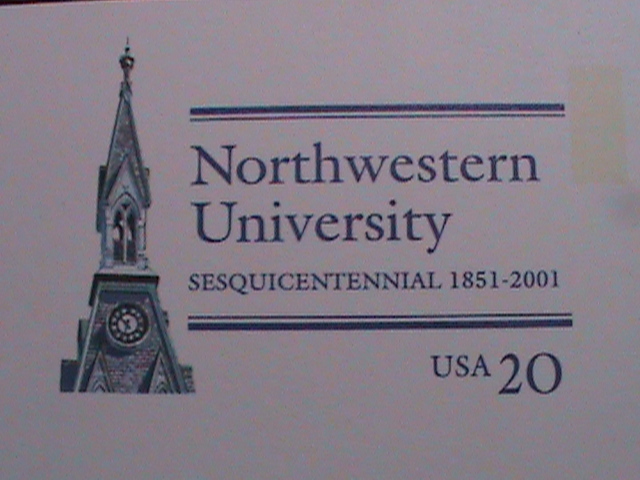 Northwestern
University
SESQUICENTENNIAL 1851-2001
USA 20